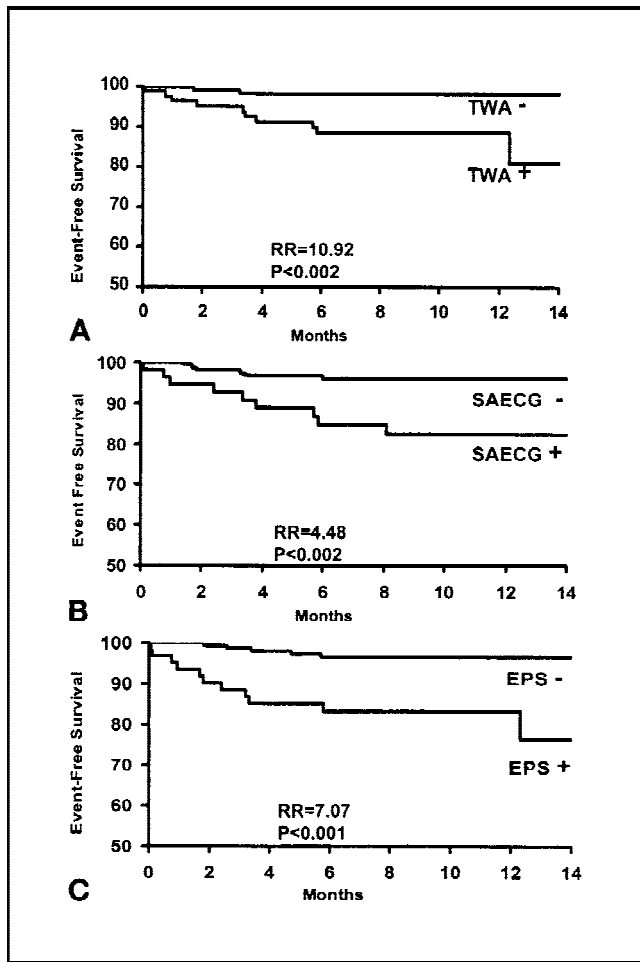 100
90
80
70
60
50
Event-Free Survival
TWA -
TWA +
RR=10.92
P<0.002
0 2 4 6 8 10 12 14
Months
A
100
90
80
70
60
50
Event Free Survival
SAECG -
SAECG +
RR=4.48
P<0.002
0 2 4 6 8 10 12 14
Months
B
100
90
80
70
60
50
Event-Free Survival
EPS -
EPS +
RR=7.07
P<0.001
0 2 4 6 8 10 12 14
Months
C